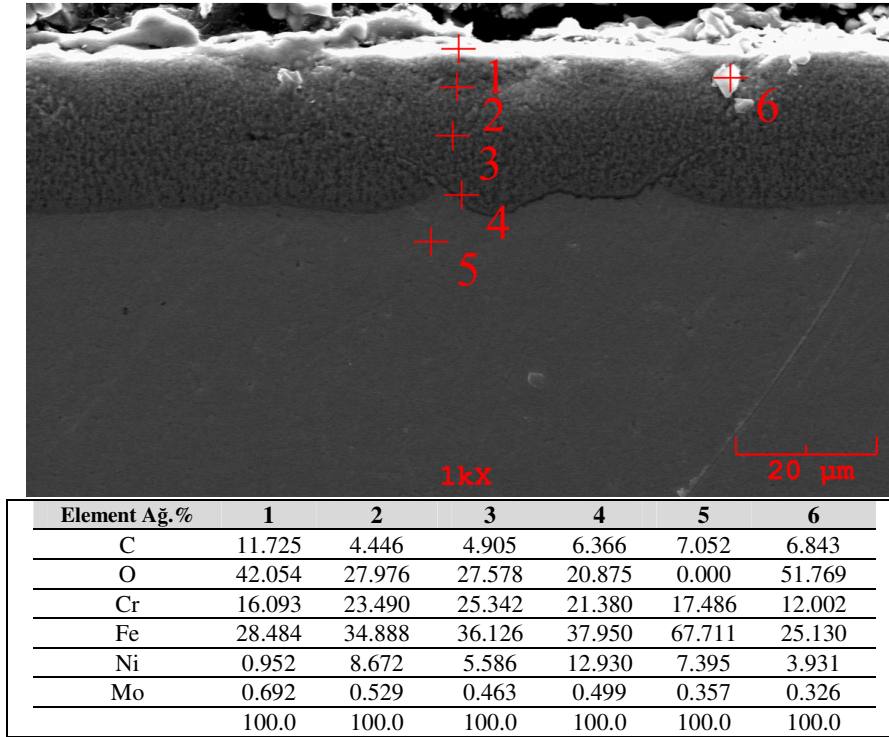 1
2
6
3
4
5
1kX
20 µm
Element Ağ.% 1 2 3 4 5 6
C 11.725 4.446 4.905 6.366 7.052 6.843
O 42.054 27.976 27.578 20.875 0.000 51.769
Cr 16.093 23.490 25.342 21.380 17.486 12.002
Fe 28.484 34.888 36.126 37.950 67.711 25.130
Ni 0.952 8.672 5.586 12.930 7.395 3.931
Mo 0.692 0.529 0.463 0.499 0.357 0.326
100.0 100.0 100.0 100.0 100.0 100.0